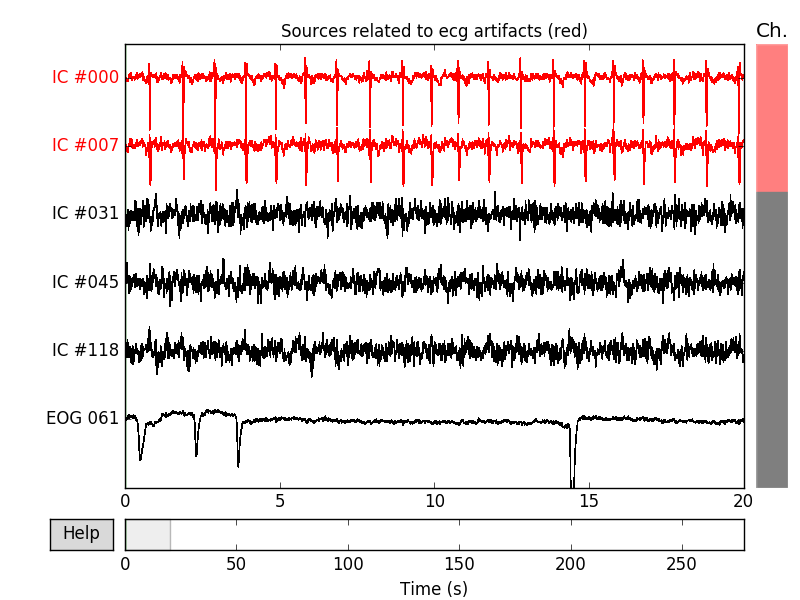 Sources related to ecg artifacts (red)
Ch.
IC #000
IC #007
IC #031
IC #045
IC #118
EOG 061
0 5 10 15 20
Help
0 50 100 150 200 250
Time (s)